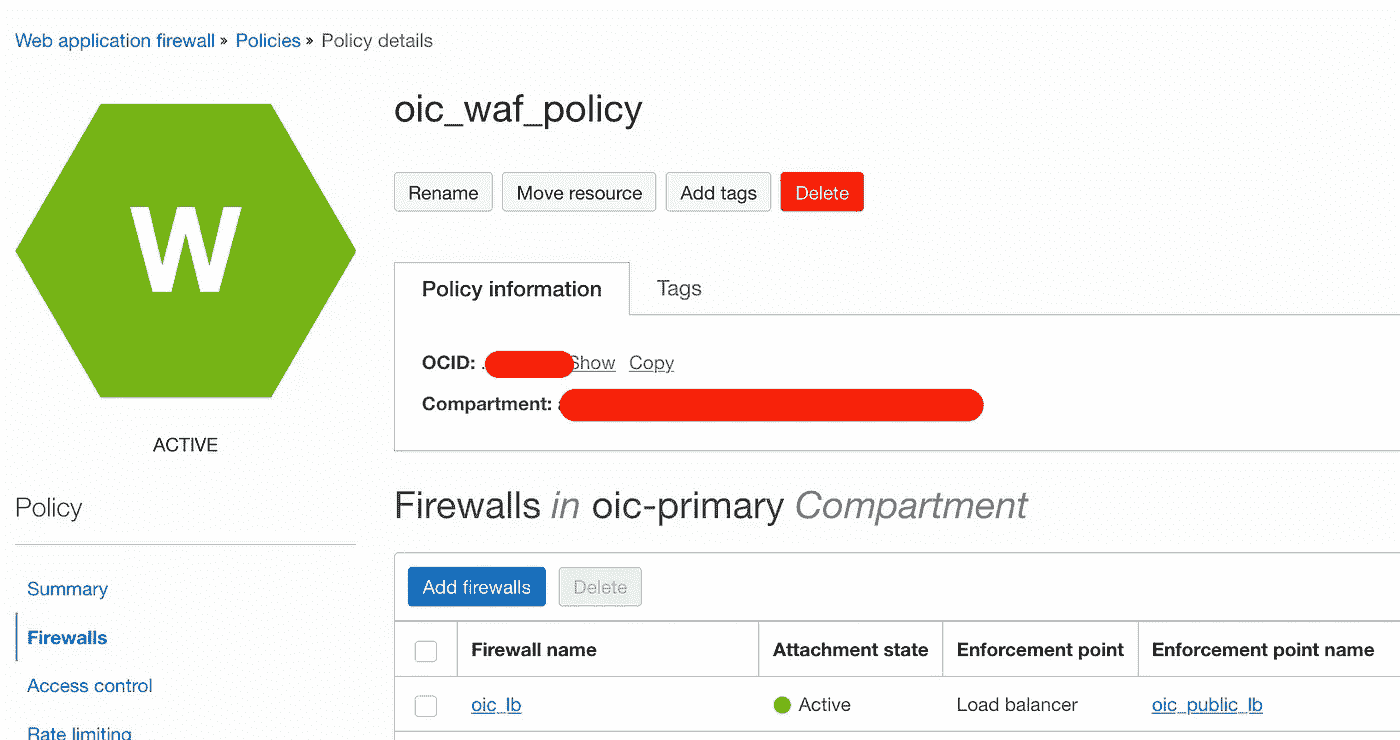 Web application firewall » Policies » Policy details
W
ACTIVE
oic_waf_policy
Rename Move resource Add tags Delete
Policy information Tags
OCID: Show Copy
Compartment:
Policy
Summary
Firewalls
Access control
Rate limiting
Firewalls in oic-primary Compartment
Add firewalls Delete
Firewall name Attachment state Enforcement point Enforcement point name
oic_lb Active Load balancer oic_public_lb